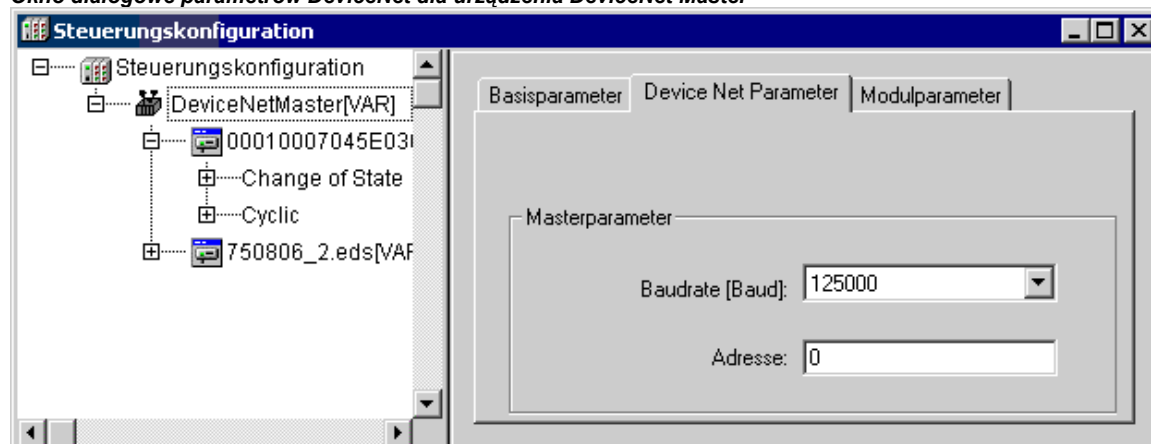 Okno dialogowe parametrów DeviceNet dla urządzenia DeviceNet Master
Steuerungskonfiguration
Steuerungskonfiguration
DeviceNetMaster[VAR]
00010007045E03
Change of State
Cyclic
750806_2.eds[VAR
Basisparameter
Device Net Parameter
Modulparameter
Masterparameter
Baudrate [Baud]: 125000
Adresse: 0